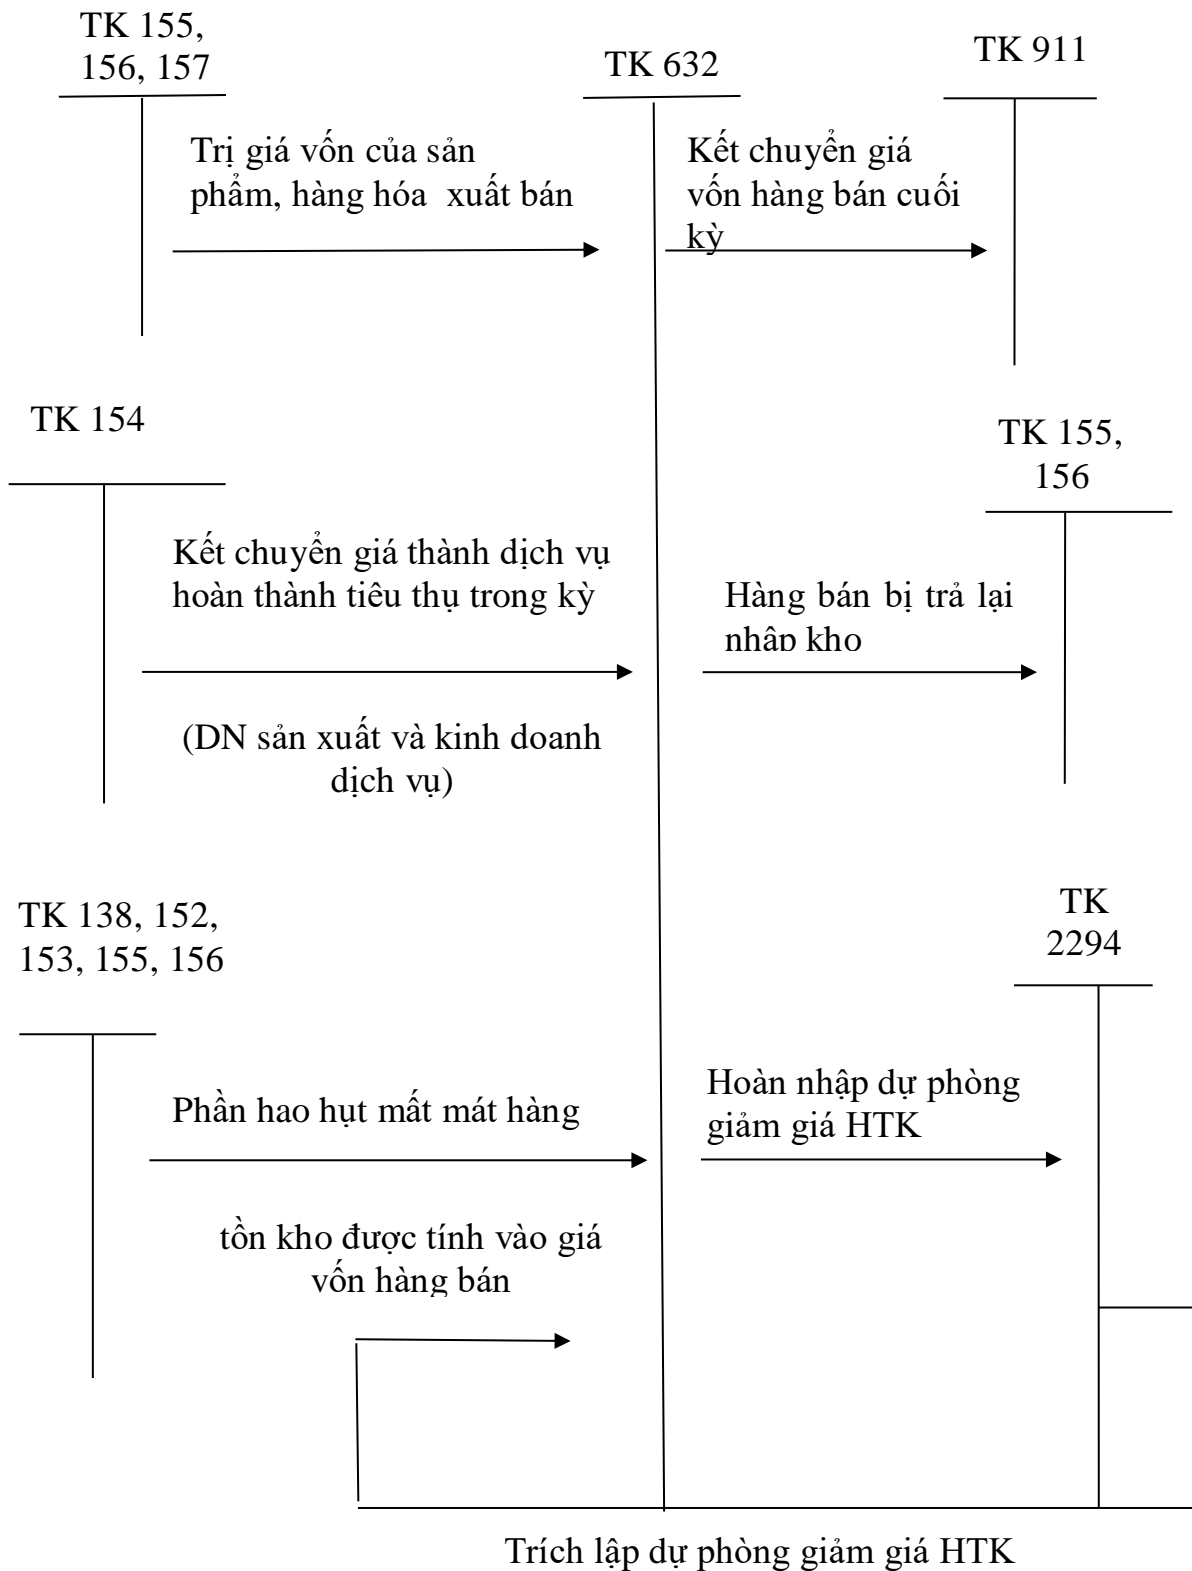 TK 155,
156, 157
TK 632
TK 911
Trị giá vốn của sản
phẩm, hàng hóa xuất bán
Kết chuyển giá
vốn hàng bán cuối
kỳ
TK 154
TK 155,
156
Kết chuyển giá thành dịch vụ
hoàn thành tiêu thụ trong kỳ
Hàng bán bị trả lại
nhập kho
(DN sản xuất và kinh doanh
dịch vụ)
TK 138, 152,
153, 155, 156
TK
2294
Phần hao hụt mất mát hàng
Hoàn nhập dự phòng
giảm giá HTK
tồn kho được tính vào giá
vốn hàng bán
Trích lập dự phòng giảm giá HTK